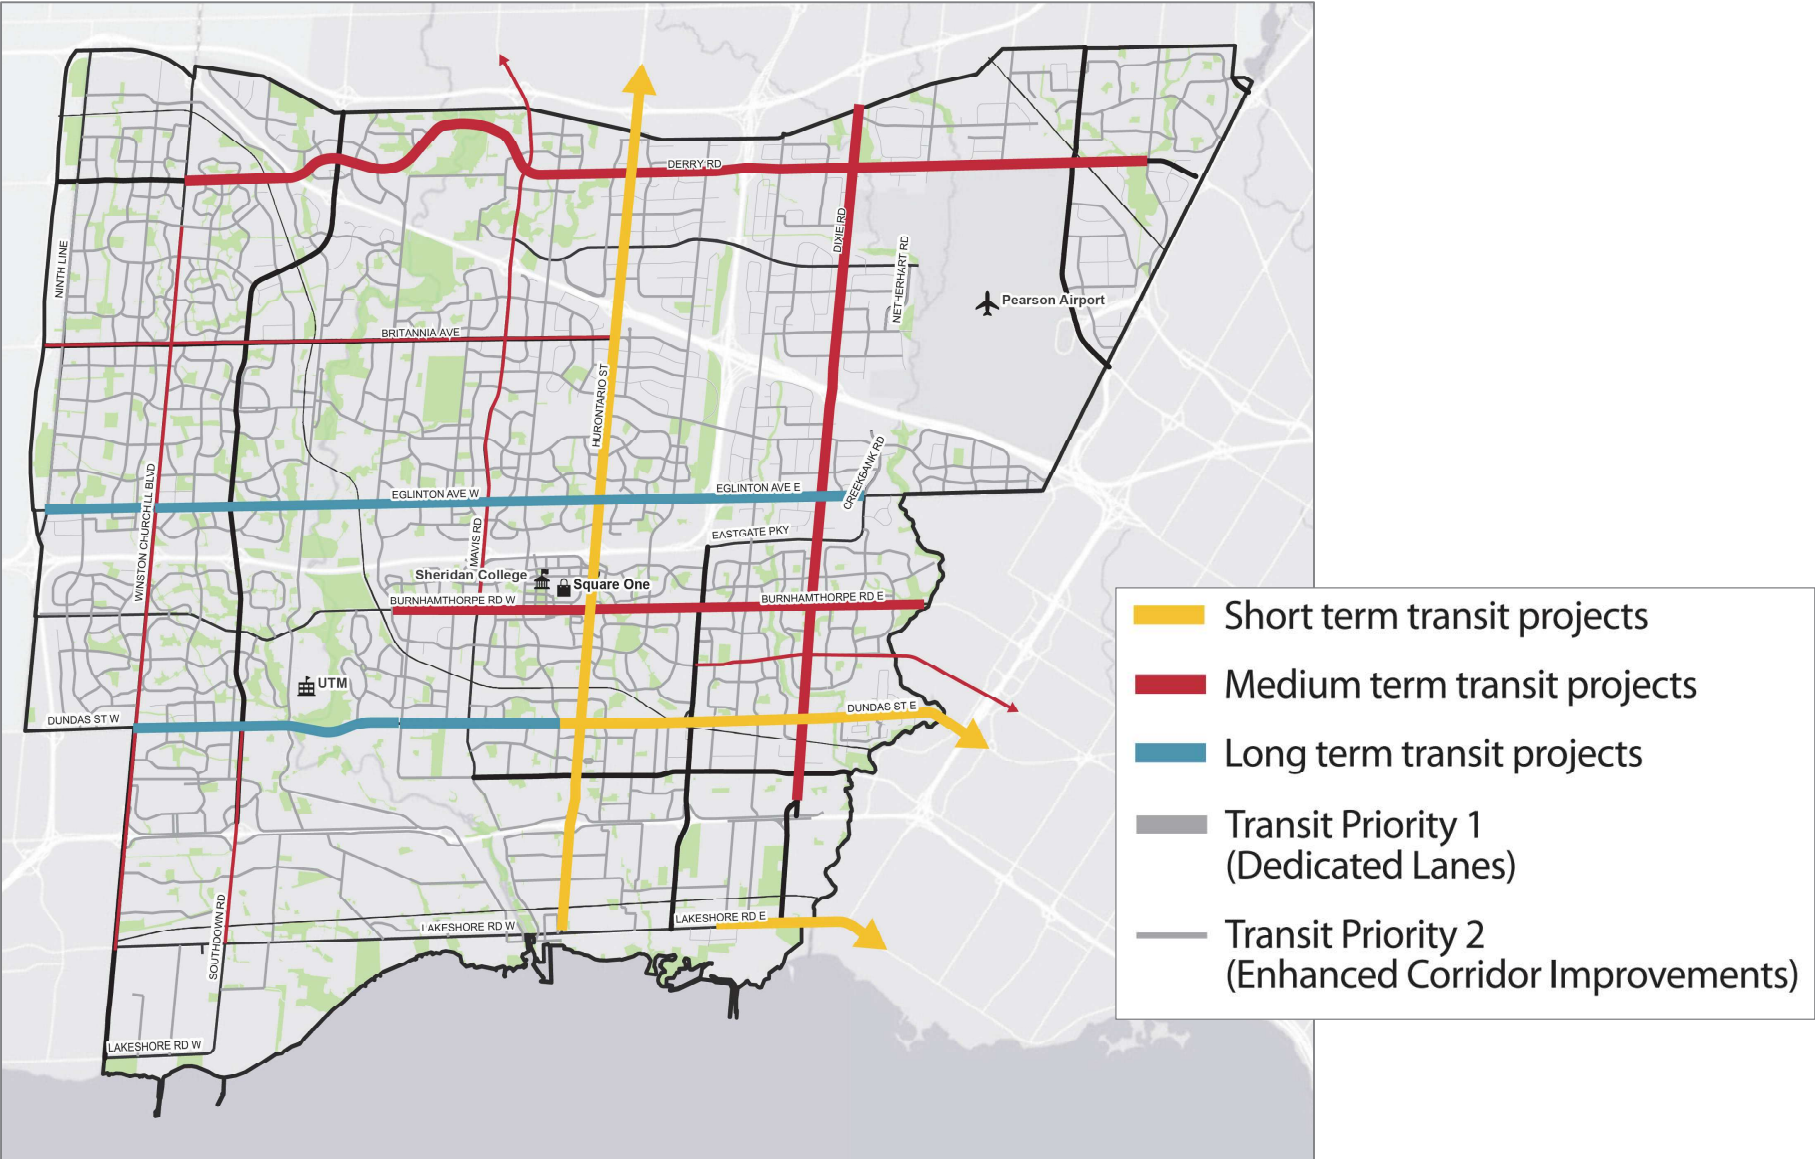 DERRY RD
DIXIE RD
NINTH LINE
NETHERHART RD
Pearson Airport
BRITANNIA AVE
HURONTARIO ST
CREEKBANK RD
WINSTON CHURCHILL BLVD
EGLINTON AVE W
EGLINTON AVE E
MAVIS RD
EASTGATE PKY
Sheridan College
Square One
BURNHAMTHORPE RD W
BURNHAMTHORPE RD E
UTM
DUNDAS ST W
DUNDAS ST E
LAKESHORE RD E
LAKESHORE RD W
SOUTHDOWN RD
LAKESHORE RD W
Short term transit projects
Medium term transit projects
Long term transit projects
Transit Priority 1
(Dedicated Lanes)
Transit Priority 2
(Enhanced Corridor Improvements)